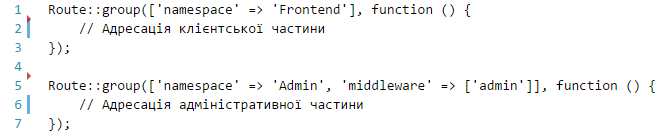 1 Route::group(['namespace' => 'Frontend'], function () {
2     // Адресація клієнтської частини
3 });
4
5 Route::group(['namespace' => 'Admin', 'middleware' => ['admin']], function () {
6     // Адресація адміністративної частини
7 });